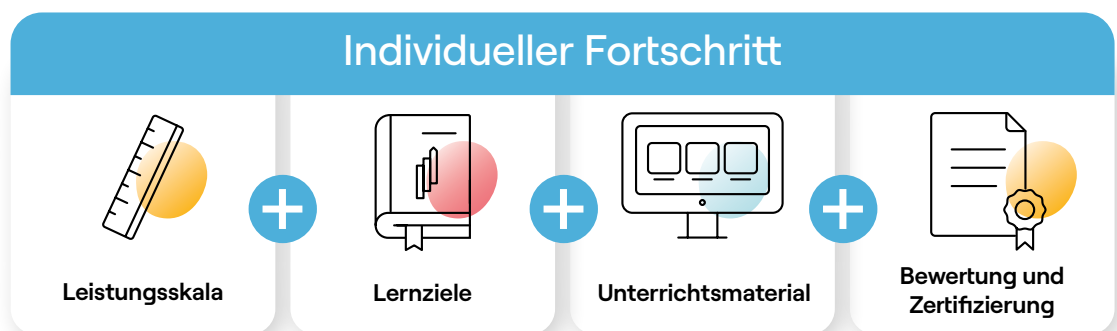 Individueller Fortschritt
Leistungsskala
Lernziele
Unterrichtsmaterial
Bewertung und
Zertifizierung